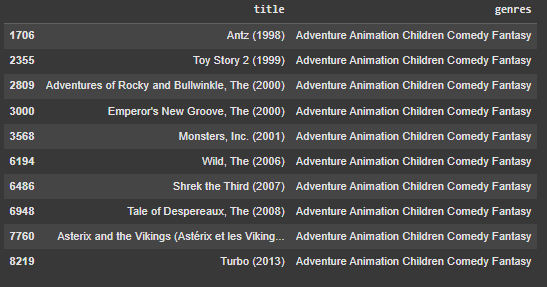 title genres
1706 Antz (1998) Adventure Animation Children Comedy Fantasy
2355 Toy Story 2 (1999) Adventure Animation Children Comedy Fantasy
2809 Adventures of Rocky and Bullwinkle, The (2000) Adventure Animation Children Comedy Fantasy
3000 Emperor's New Groove, The (2000) Adventure Animation Children Comedy Fantasy
3568 Monsters, Inc. (2001) Adventure Animation Children Comedy Fantasy
6194 Wild, The (2006) Adventure Animation Children Comedy Fantasy
6486 Shrek the Third (2007) Adventure Animation Children Comedy Fantasy
6948 Tale of Despereaux, The (2008) Adventure Animation Children Comedy Fantasy
7760 Asterix and the Vikings (Astérix et les Viking... Adventure Animation Children Comedy Fantasy
8219 Turbo (2013) Adventure Animation Children Comedy Fantasy